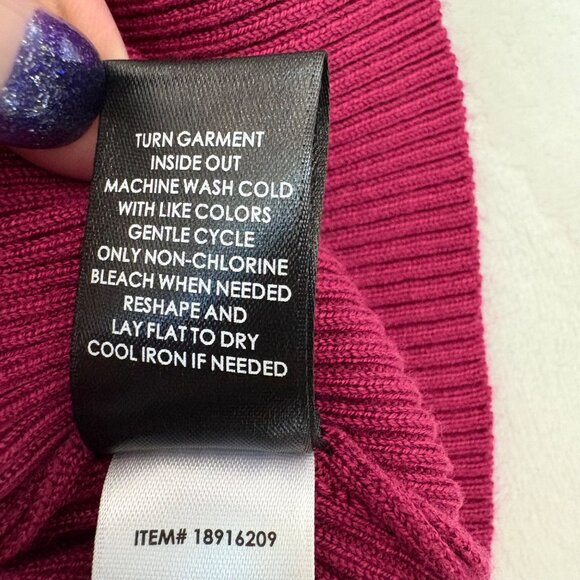 TURN GARMENT
INSIDE OUT
MACHINE WASH COLD
WITH LIKE COLORS
GENTLE CYCLE
ONLY NON-CHLORINE
BLEACH WHEN NEEDED
RESHAPE AND
LAY FLAT TO DRY
COOL IRON IF NEEDED
ITEM# 18916209